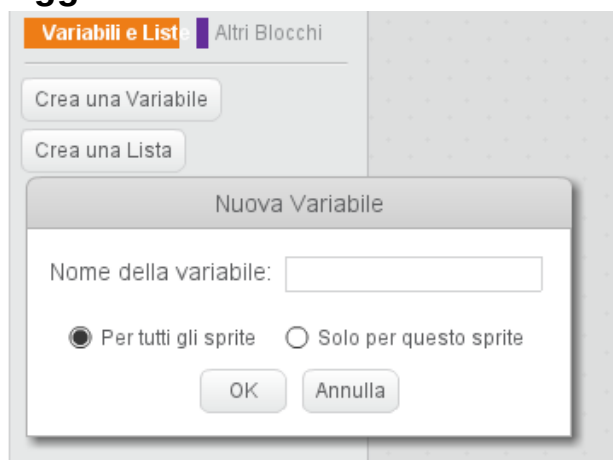 Variabili e Liste Altri Blocchi
Crea una Variabile
Crea una Lista
Nuova Variabile
Nome della variabile:
Per tutti gli sprite Solo per questo sprite
OK Annulla